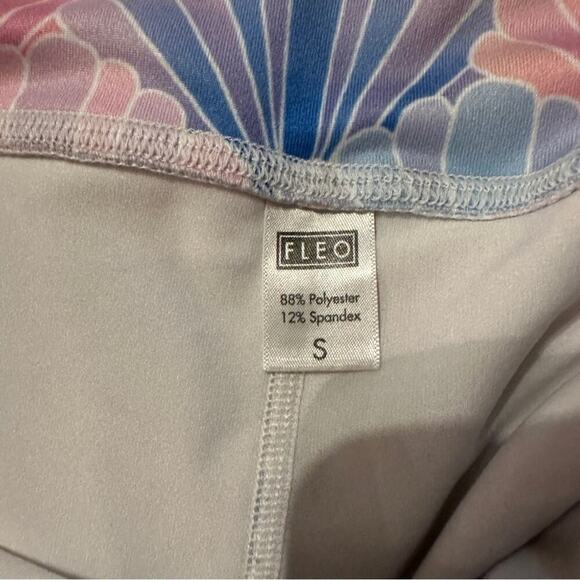 FLEO
88% Polyester
12% Spandex
S